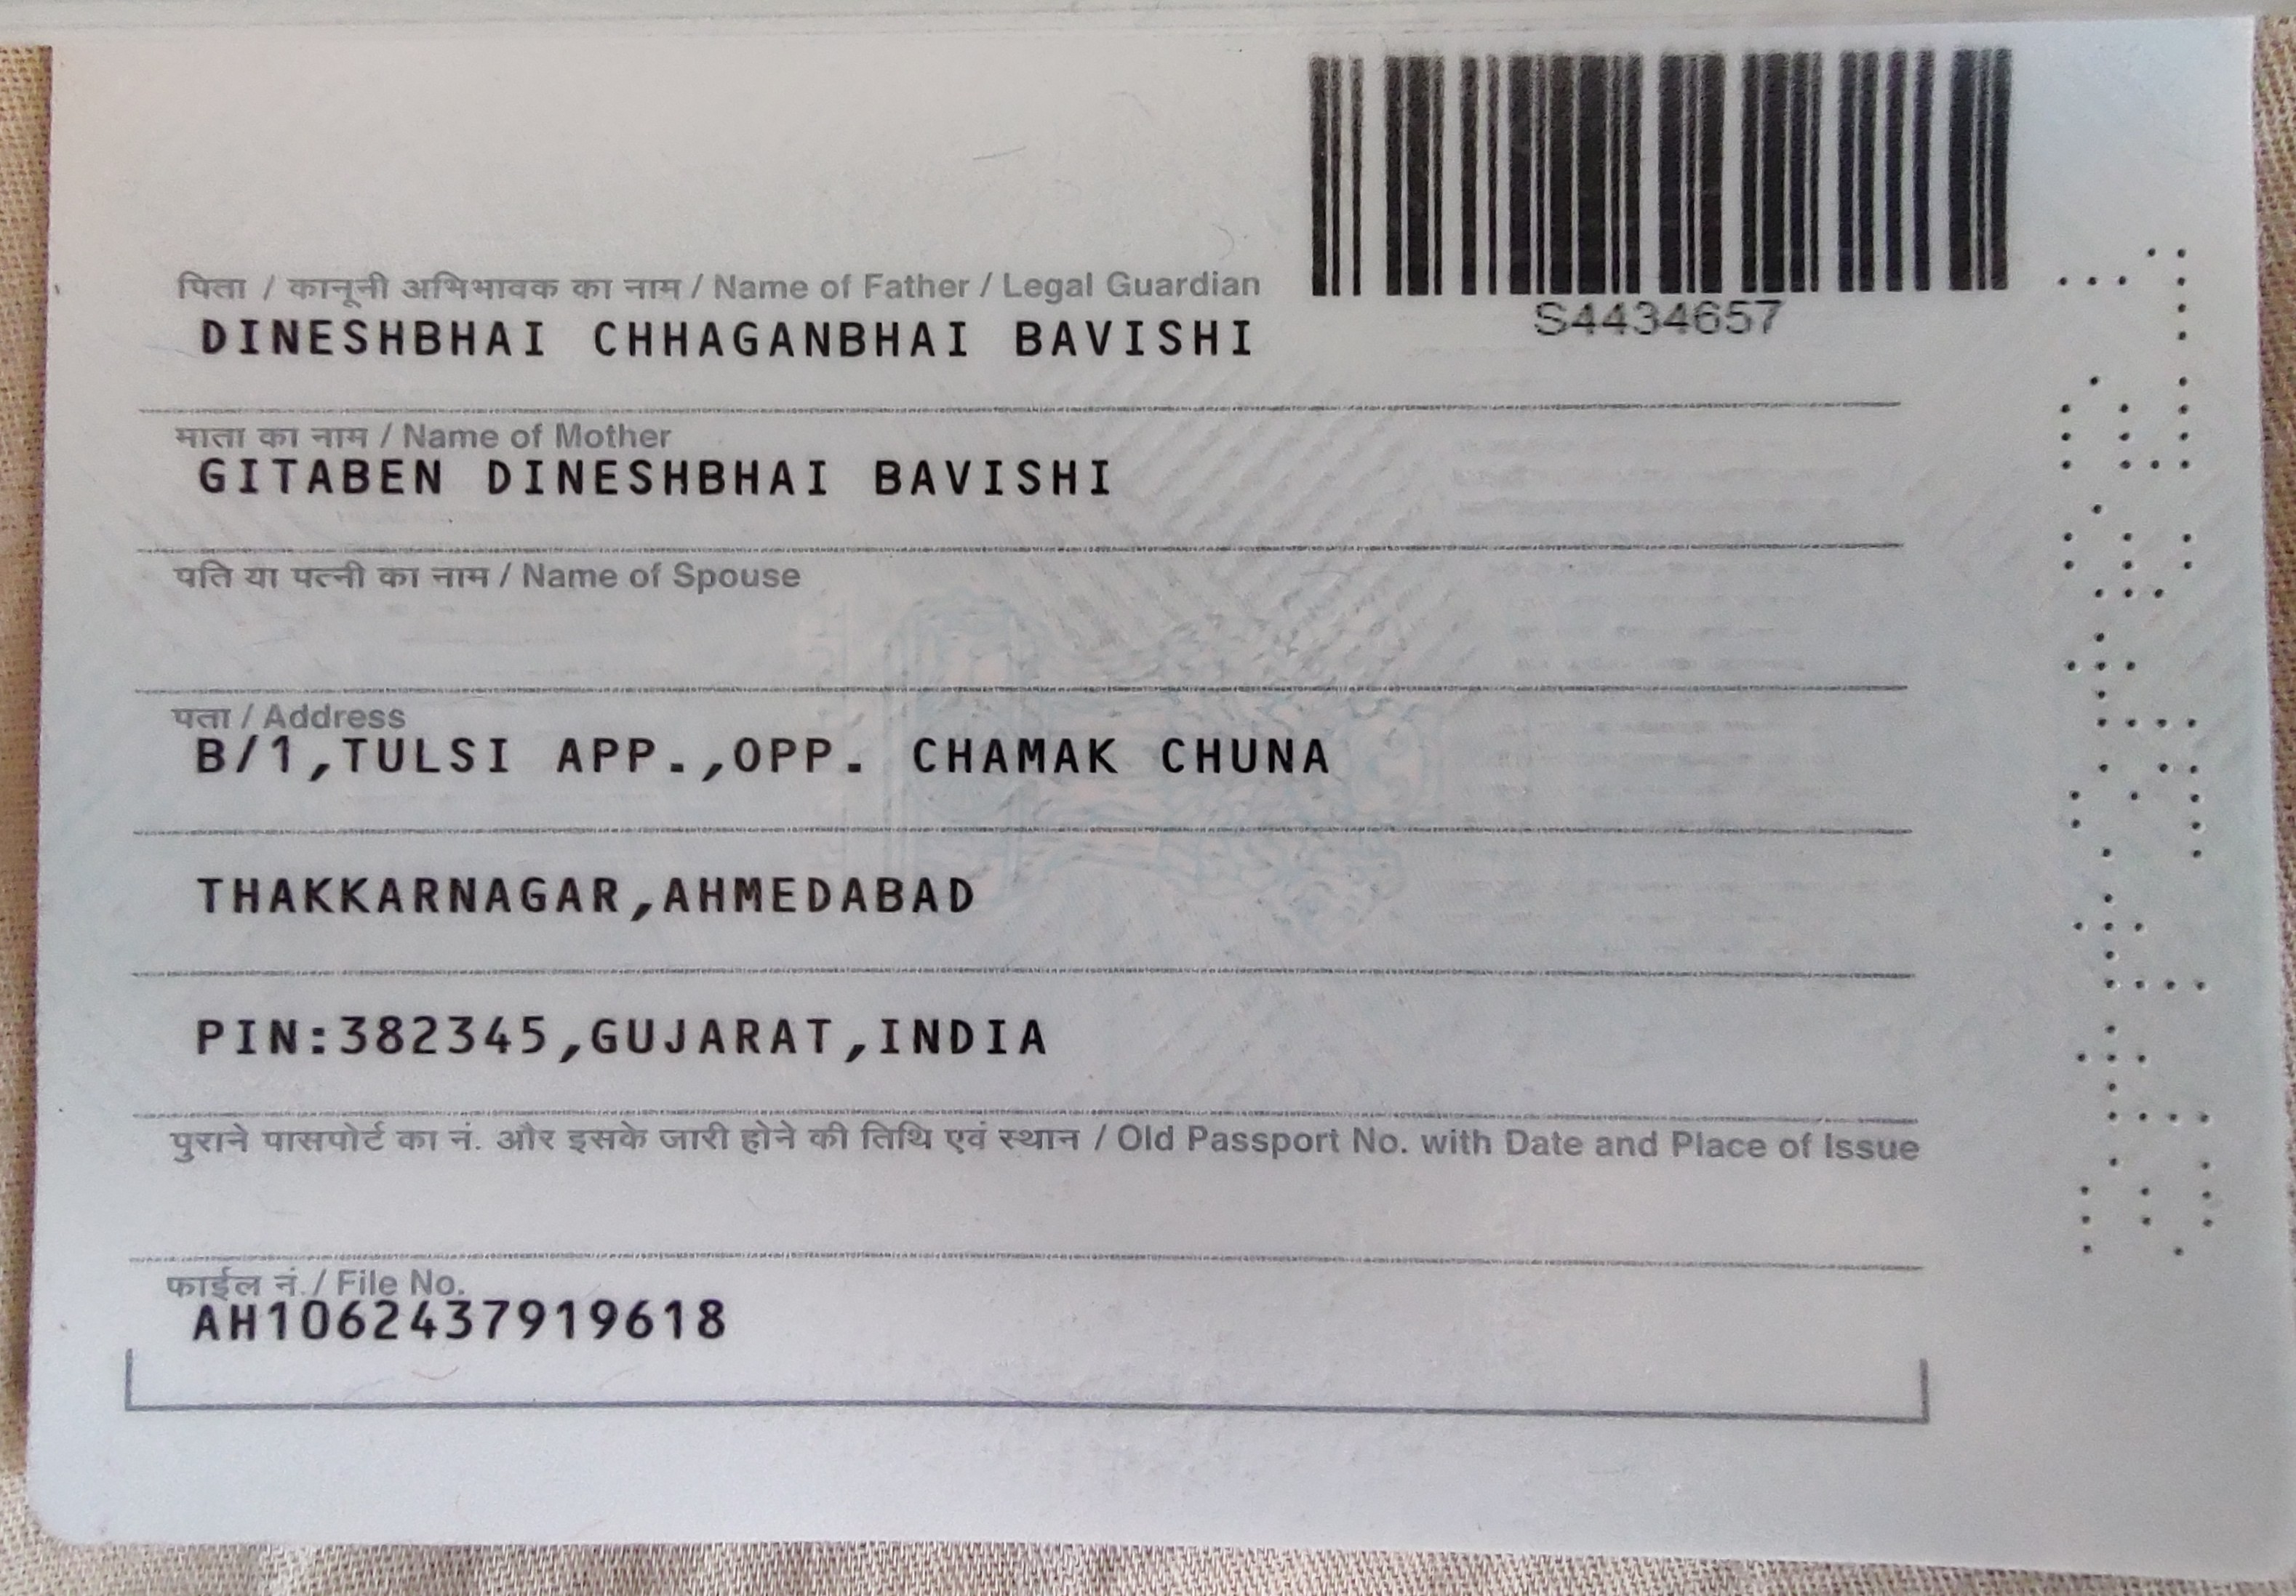 S4434657
पिता / कानूनी अभिभावक का नाम / Name of Father / Legal Guardian
DINESHBHAI CHHAGANBHAI BAVISHI
माता का नाम / Name of Mother
GITABEN DINESHBHAI BAVISHI
पति या पत्नी का नाम / Name of Spouse
पता / Address
B/1,TULSI APP.,OPP. CHAMAK CHUNA
THAKKARNAGAR,AHMEDABAD
PIN:382345,GUJARAT,INDIA
पुराने पासपोर्ट का नं. और इसके जारी होने की तिथि एवं स्थान / Old Passport No. with Date and Place of Issue
फाईल नं. / File No.
AH1062437919618